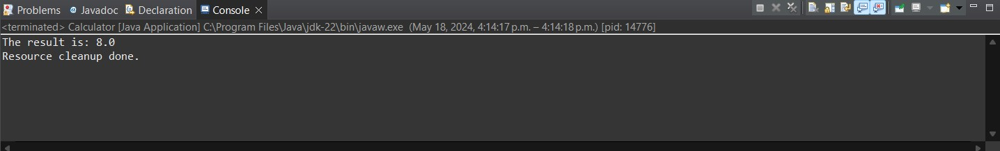 Problems @ Javadoc Declaration Console
<terminated> Calculator [Java Application] C:\Program Files\Java\jdk-22\bin\javaw.exe (May 18, 2024, 4:14:17 p.m. – 4:14:18 p.m.) [pid: 14776]
The result is: 8.0
Resource cleanup done.